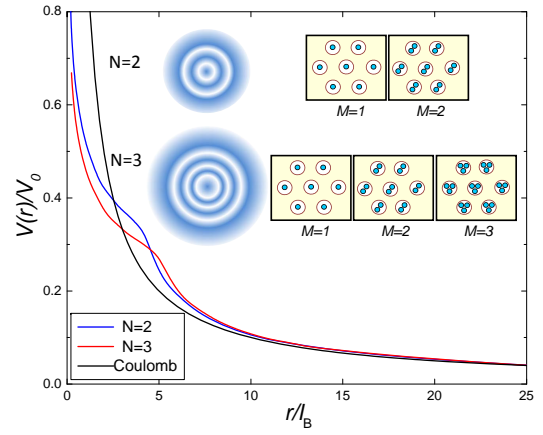 V(r)/V0
0.8
0.6
0.4
0.2
0.0
N=2
N=3
M=1
M=2
M=1
M=2
M=3
N=2
N=3
Coulomb
0
5
10
15
20
25
r/lB